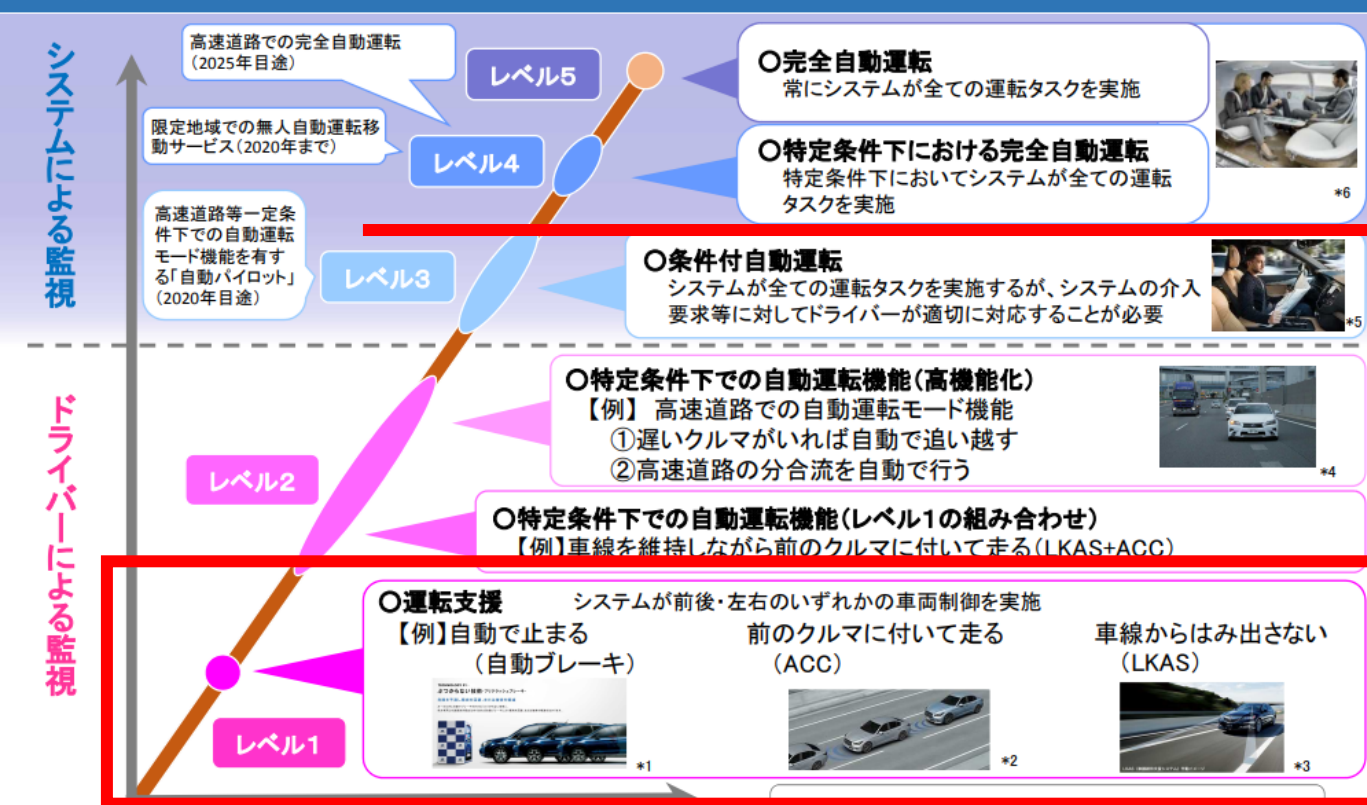 システムによる監視
高速道路での完全自動運転
(2025年目途)
レベル5
〇完全自動運転
常にシステムが全ての運転タスクを実施
限定地域での無人自動運転移
動サービス(2020年まで)
レベル4
〇特定条件下における完全自動運転
特定条件下においてシステムが全ての運転
タスクを実施
*6
高速道路等一定条
件下での自動運転
モード機能を有す
る「自動パイロット」
(2020年目途)
レベル3
〇条件付自動運転
システムが全ての運転タスクを実施するが、システムの介入
要求等に対してドライバーが適切に対応することが必要
*5
ドライバーによる監視
〇特定条件下での自動運転機能(高機能化)
【例】 高速道路での自動運転モード機能
①遅いクルマがいれば自動で追い越す
②高速道路の分合流を自動で行う
*4
レベル2
〇特定条件下での自動運転機能(レベル1の組み合わせ)
【例】車線を維持しながら前のクルマに付いて走る(LKAS+ACC)
〇運転支援 システムが前後・左右のいずれかの車両制御を実施
【例】自動で止まる
(自動ブレーキ)
前のクルマに付いて走る
(ACC)
車線からはみ出さない
(LKAS)
レベル1
ぶつからない技術
*1
*2
*3